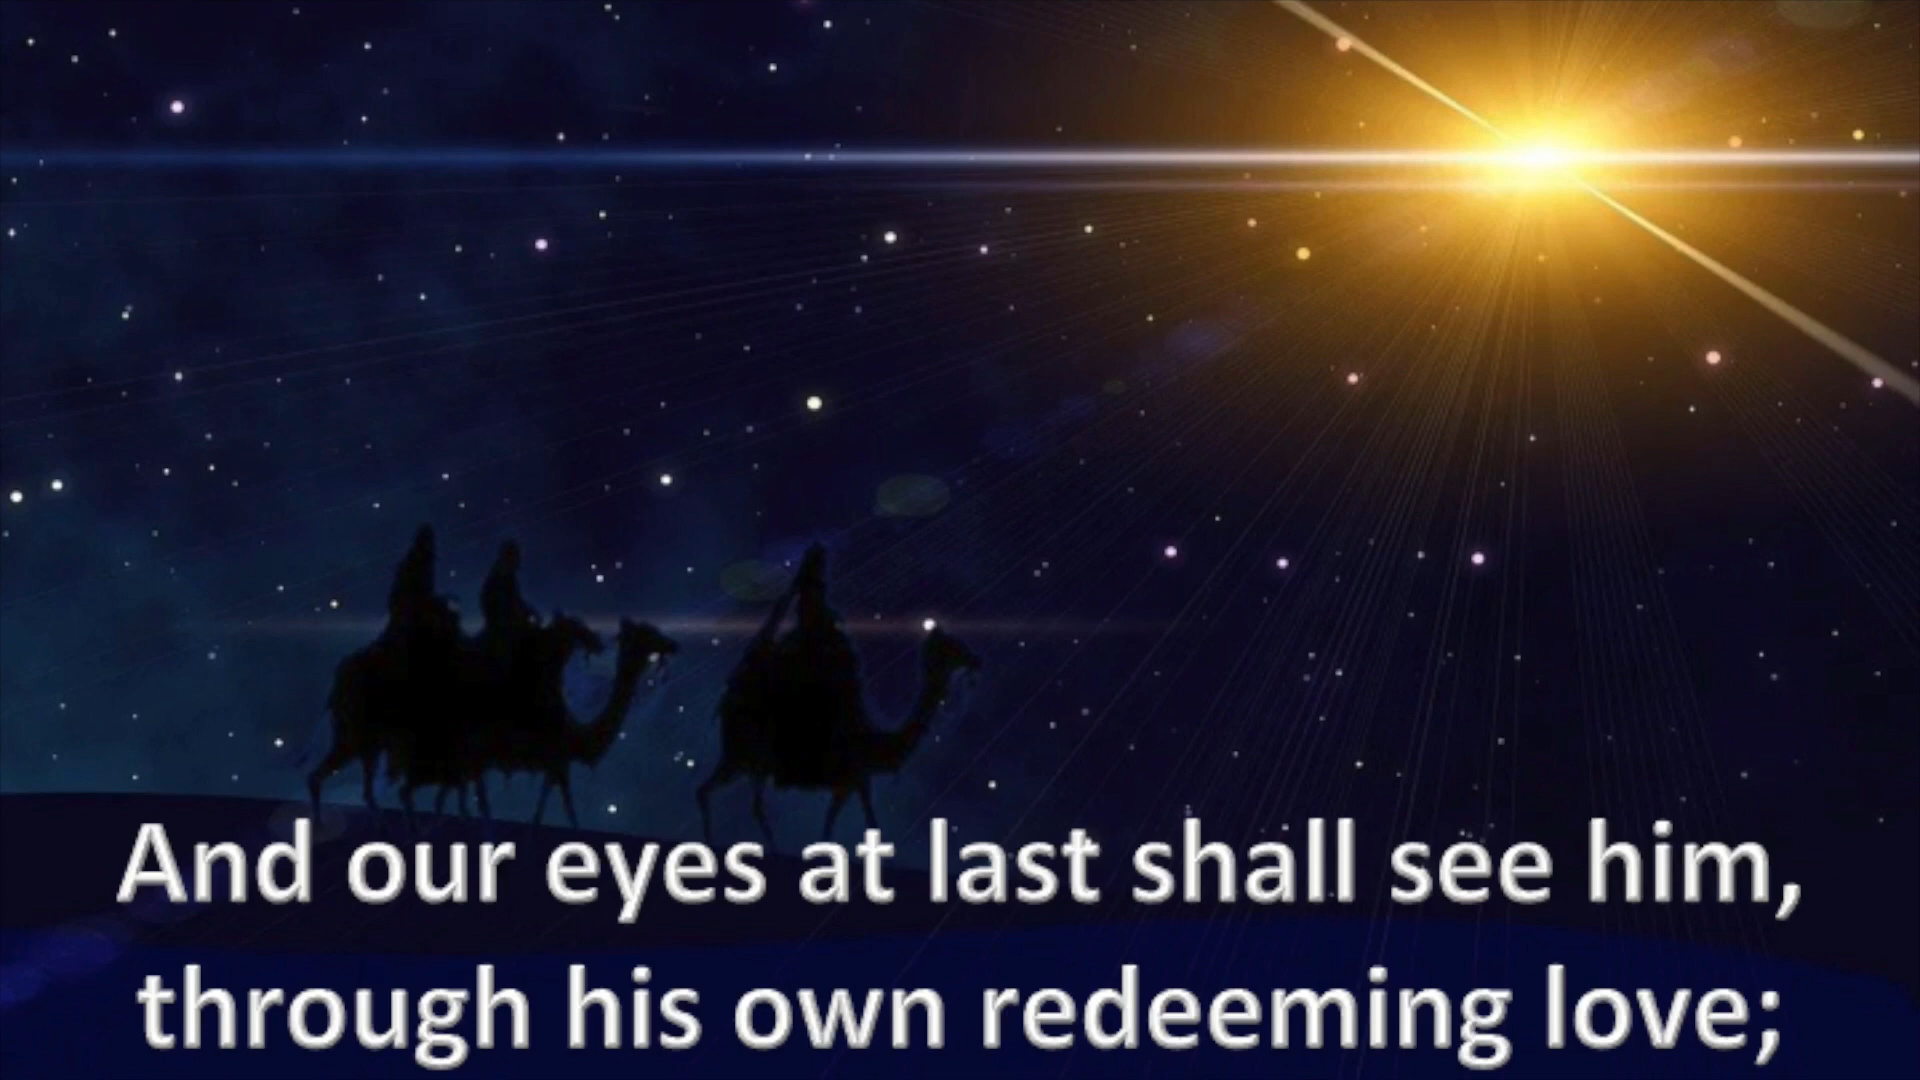 And our eyes at last shall see him,
through his own redeeming love;